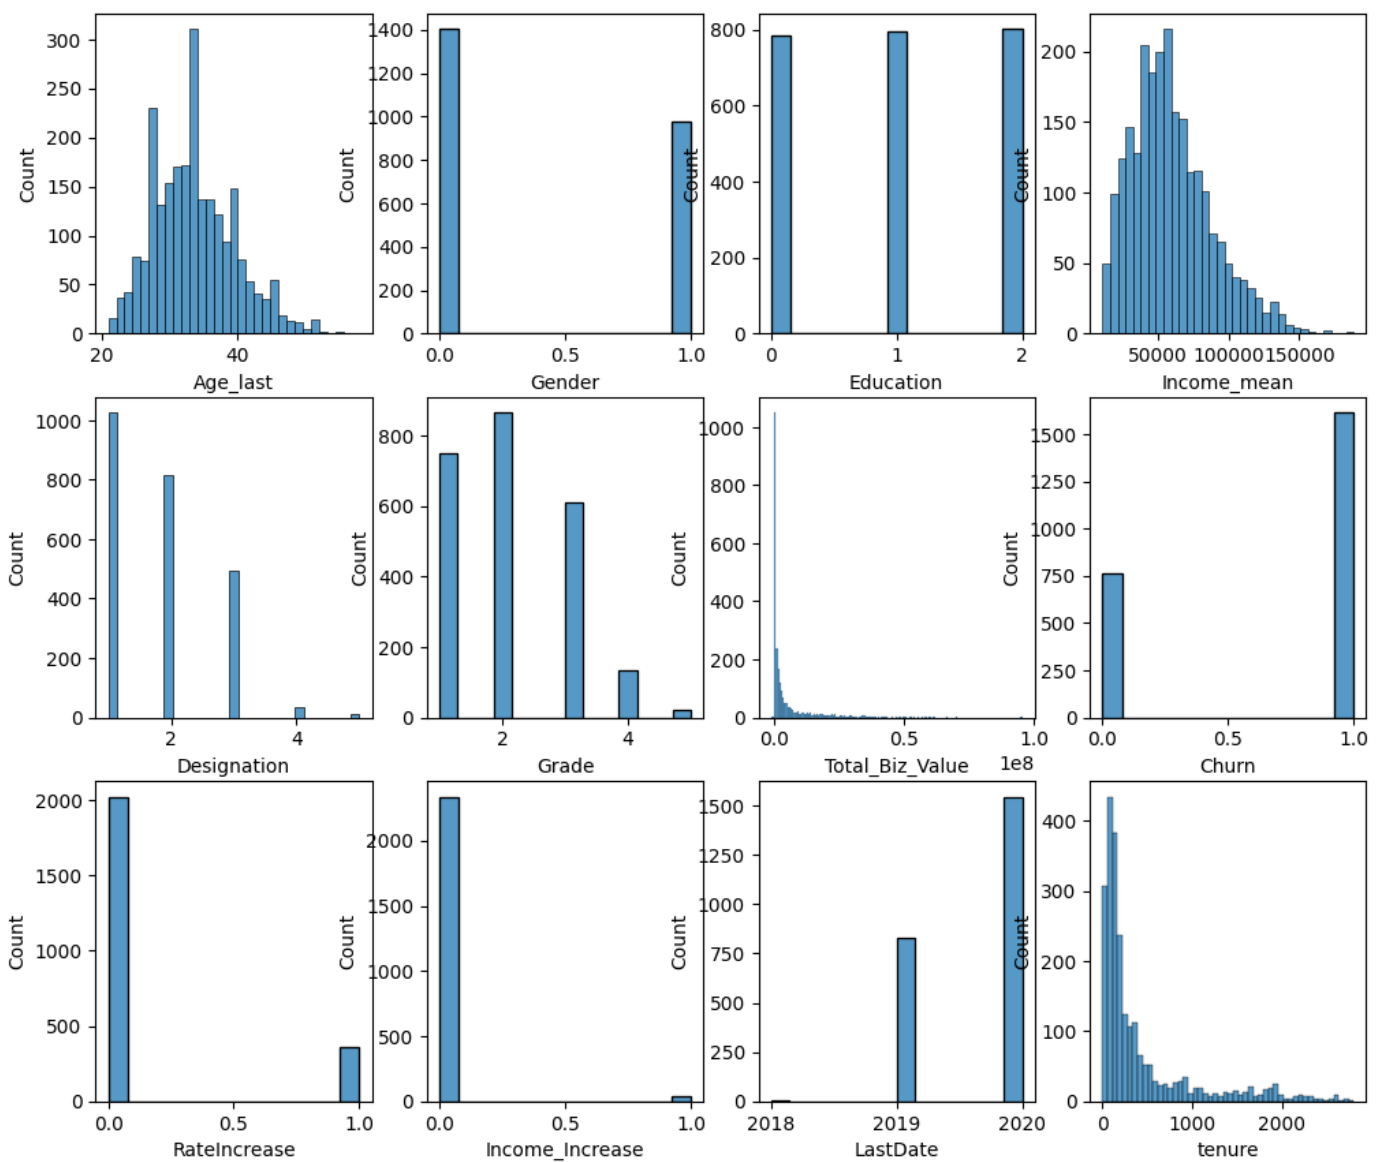 Count
300
250
200
150
100
50
0
20 40
Age_last
Count
1400
1200
1000
800
600
400
200
0
0.0 0.5 1.0
Gender
Count
800
600
400
200
0
0 1 2
Education
Count
200
150
100
50
0
50000 100000 150000
Income_mean
Count
1000
800
600
400
200
0
2 4
Designation
Count
800
600
400
200
0
2 4
Grade
Count
1000
800
600
400
200
0
0.0 0.5 1.0
1e8
Total_Biz_Value
Count
1500
1250
1000
750
500
250
0
0.0 0.5 1.0
Churn
Count
2000
1500
1000
500
0
0.0 0.5 1.0
RateIncrease
Count
2000
1500
1000
500
0
0.0 0.5 1.0
Income_Increase
Count
1500
1250
1000
750
500
250
0
2018 2019 2020
LastDate
Count
400
300
200
100
0
0 1000 2000
tenure